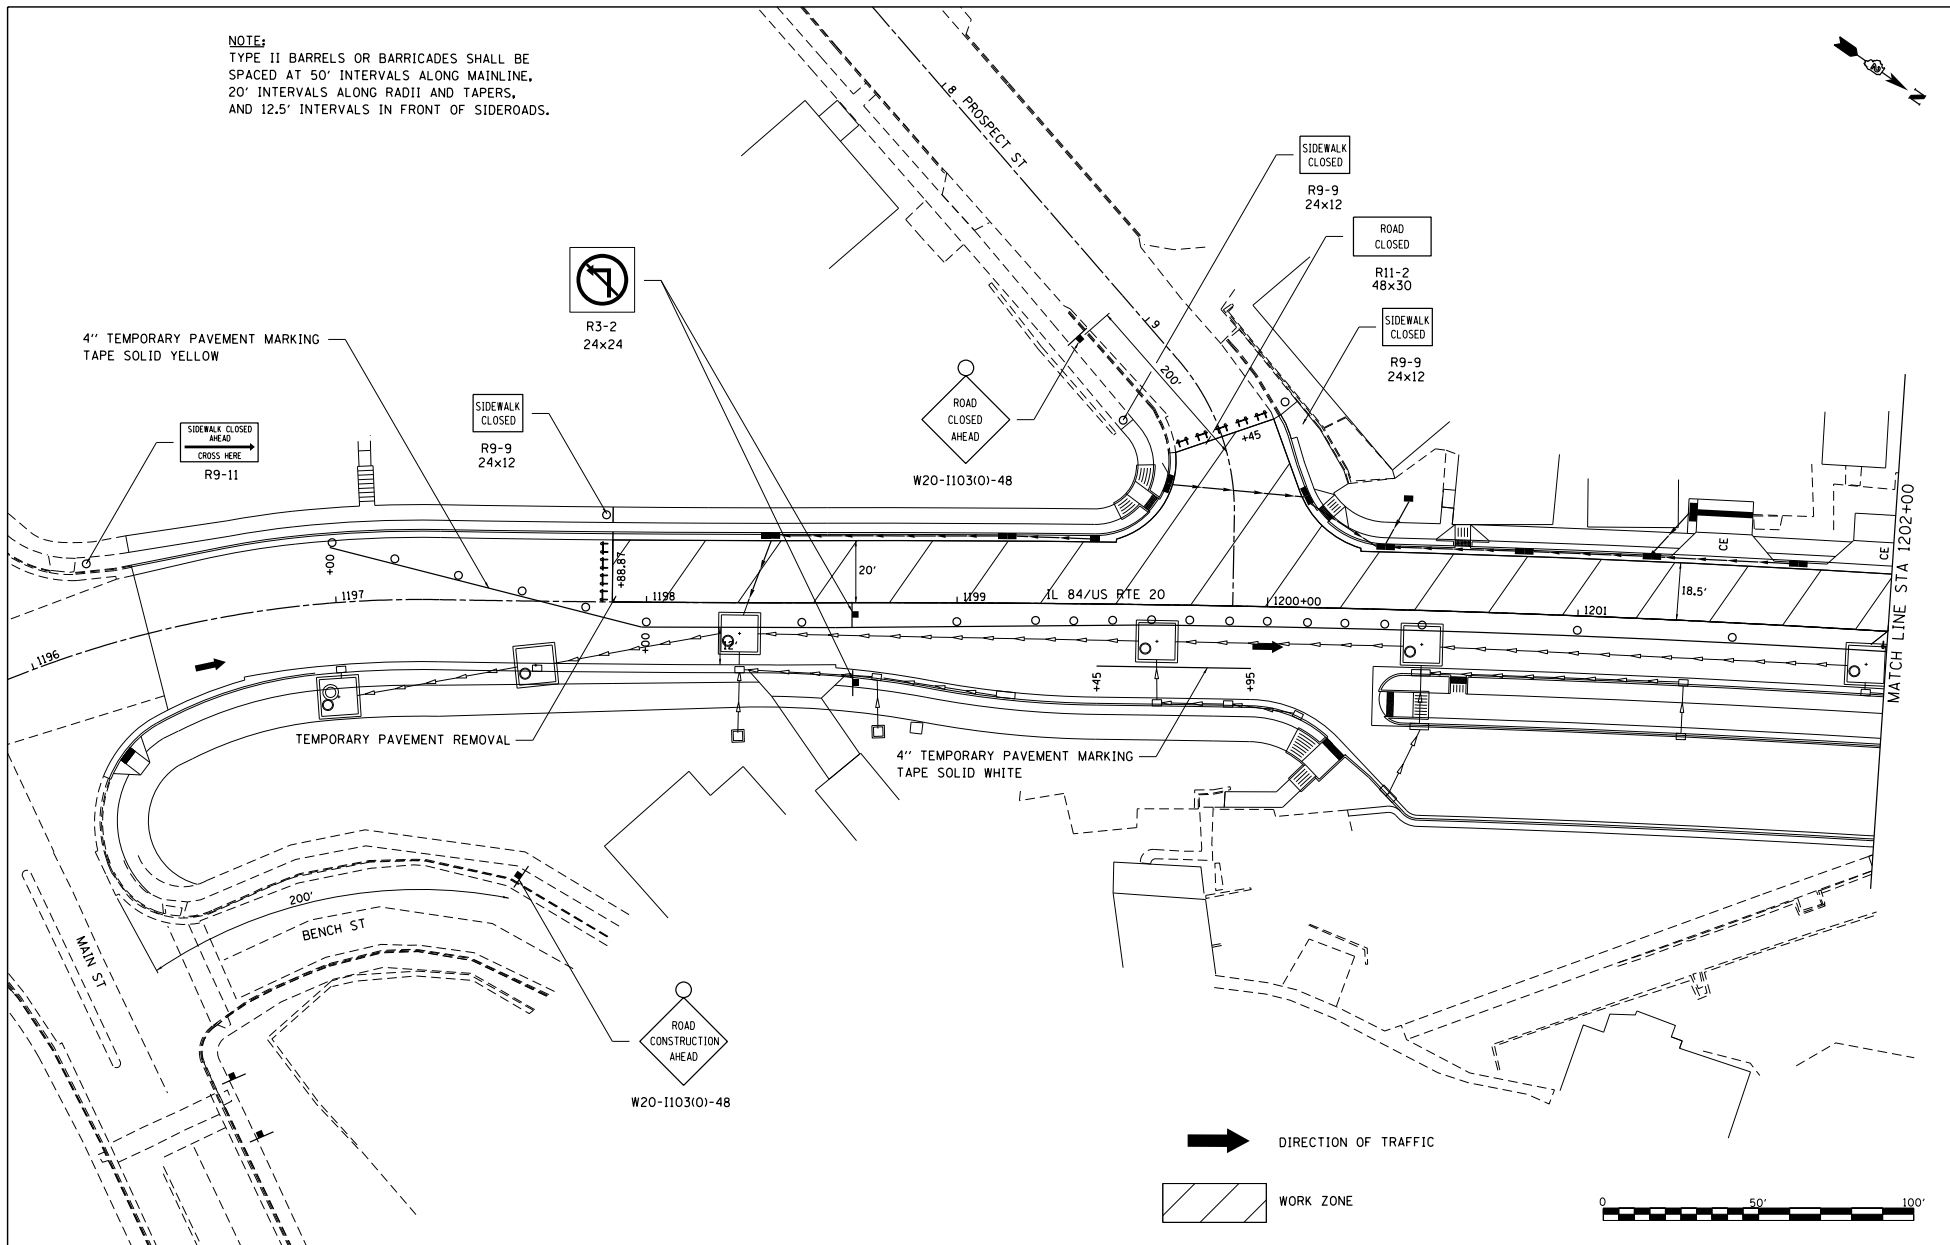 NOTE:
TYPE II BARRELS OR BARRICADES SHALL BE
SPACED AT 50' INTERVALS ALONG MAINLINE,
20' INTERVALS ALONG RADII AND TAPERS,
AND 12.5' INTERVALS IN FRONT OF SIDEROADS.
N
8
PROSPECT ST
9
200'
SIDEWALK
CLOSED
R9-9
24x12
ROAD
CLOSED
R11-2
48x30
SIDEWALK
CLOSED
R9-9
24x12
R3-2
24x24
4'' TEMPORARY PAVEMENT MARKING
TAPE SOLID YELLOW
SIDEWALK CLOSED
AHEAD
CROSS HERE
R9-11
SIDEWALK
CLOSED
R9-9
24x12
ROAD
CLOSED
AHEAD
W20-I103(O)-48
+45
+00
+88.87
20'
18.5'
CE
CE
MATCH LINE STA 1202+00
1196
1197
1198
1199
IL 84/US RTE 20
1200+00
1201
+00
12'
+45
+95
TEMPORARY PAVEMENT REMOVAL
4'' TEMPORARY PAVEMENT MARKING
TAPE SOLID WHITE
200'
BENCH ST
MAIN ST
ROAD
CONSTRUCTION
AHEAD
W20-I103(O)-48
DIRECTION OF TRAFFIC
WORK ZONE
0 50' 100'